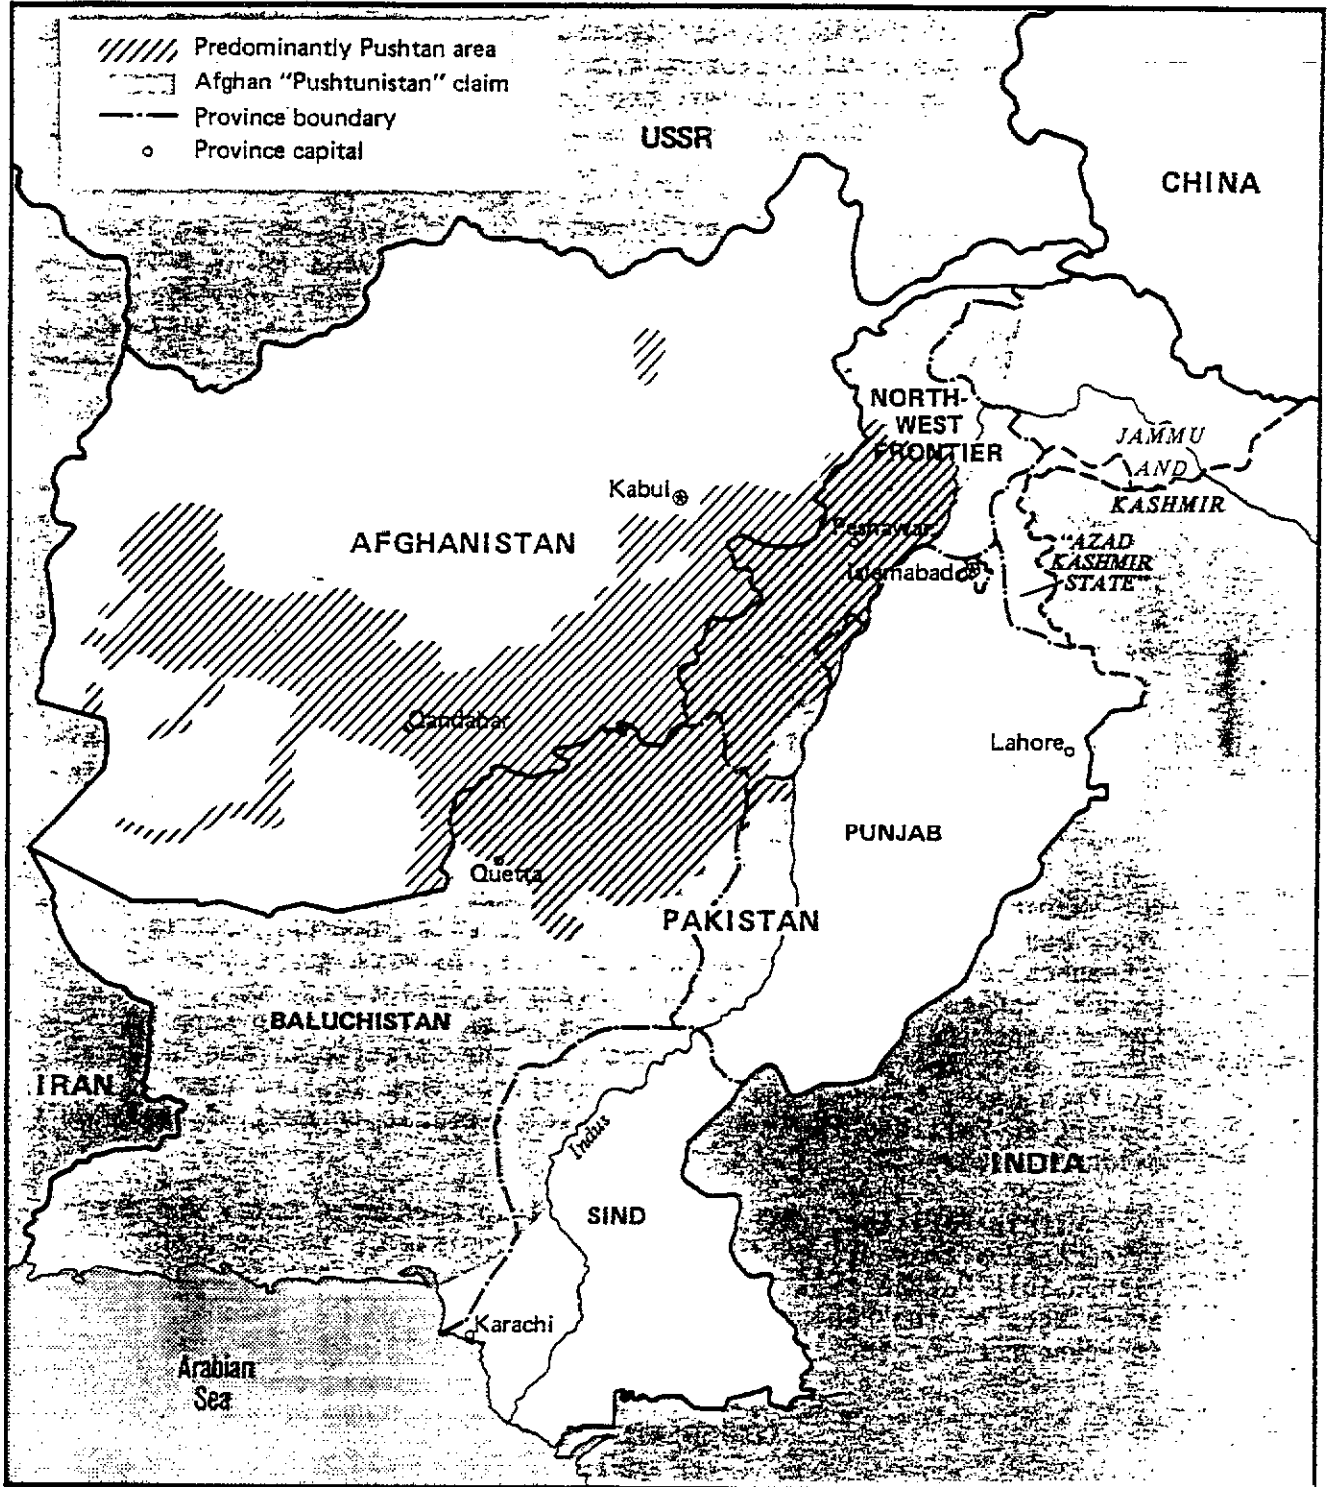 Predominantly Pushtan area
Afghan "Pushtunistan" claim
Province boundary
Province capital
USSR
CHINA
NORTH-
WEST
FRONTIER
JAMMU
AND
KASHMIR
Kabul
AFGHANISTAN
Peshawar
Islamabad
"AZAD
KASHMIR
STATE"
Qandahar
Lahore
PUNJAB
Quetta
PAKISTAN
BALUCHISTAN
IRAN
Indus
INDIA
SIND
Karachi
Arabian
Sea